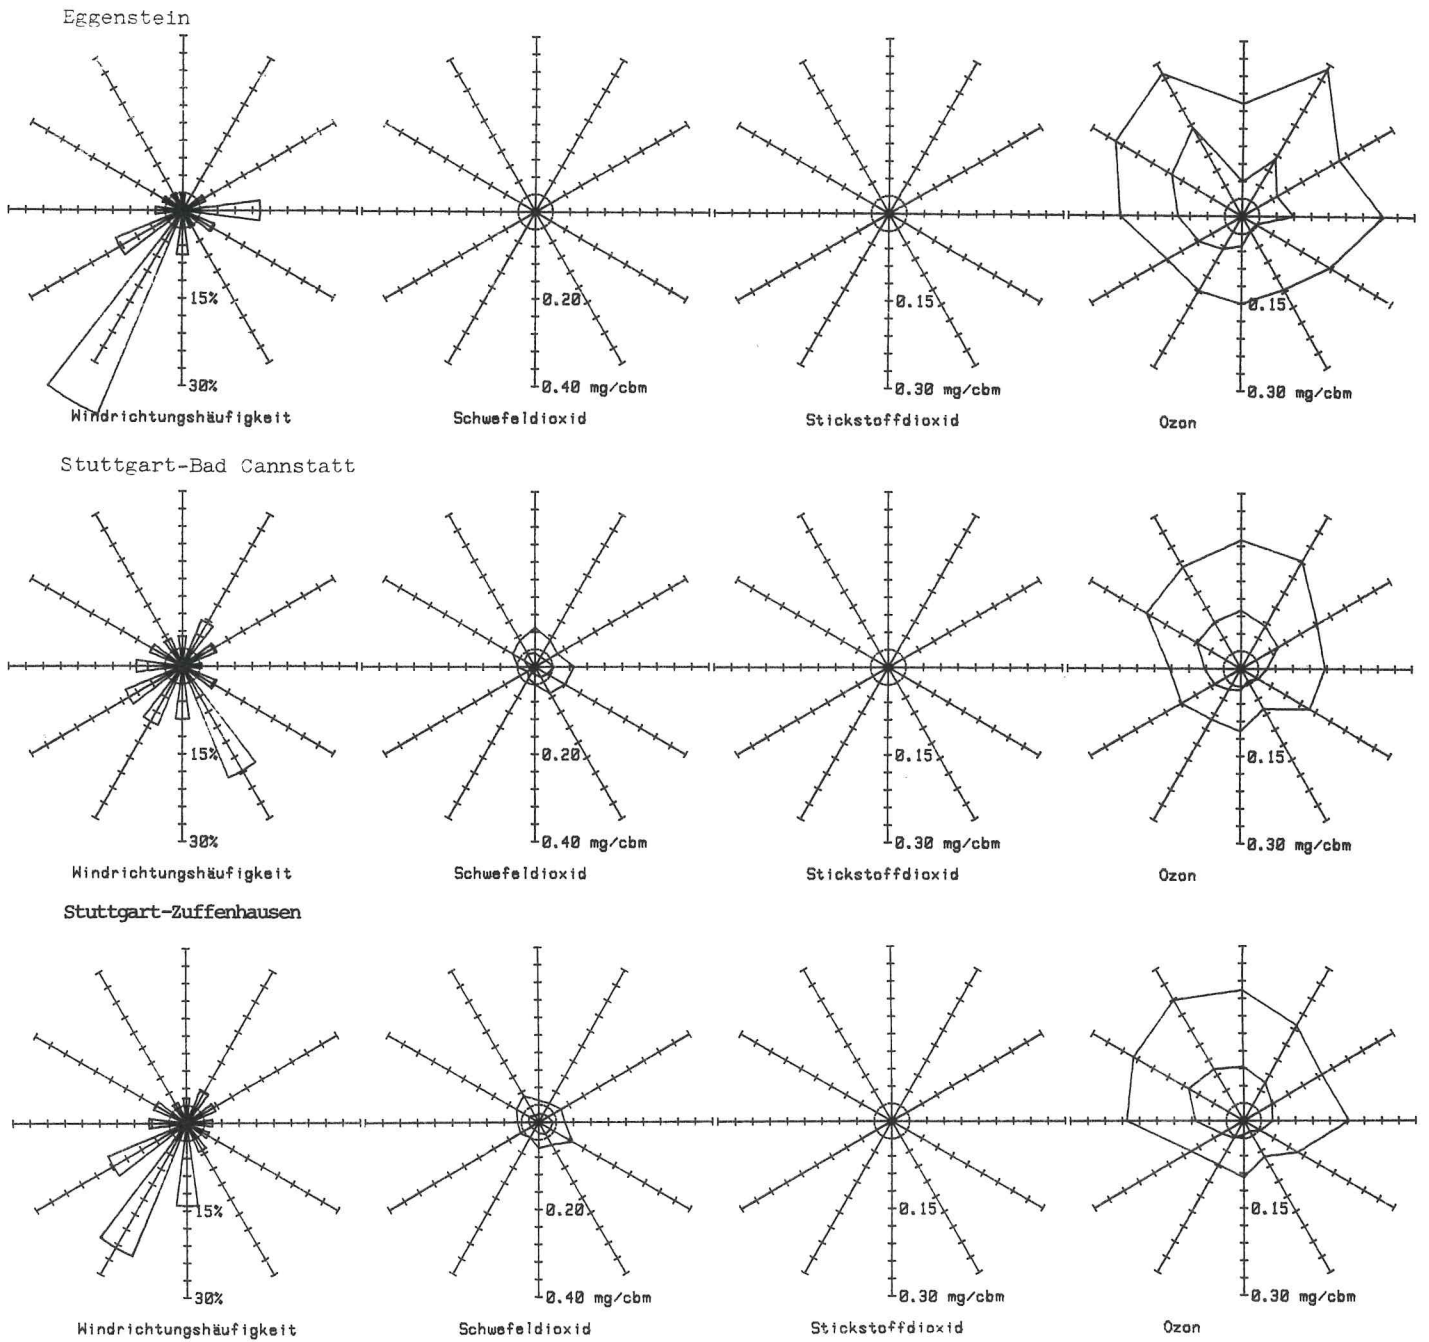 Eggenstein
15%
0.20
0.15
0.15
30%
0.40 mg/cbm
0.30 mg/cbm
0.30 mg/cbm
Windrichtungshäufigkeit
Schwefeldioxid
Stickstoffdioxid
Ozon
Stuttgart-Bad Cannstatt
15%
0.20
0.15
0.15
30%
0.40 mg/cbm
0.30 mg/cbm
0.30 mg/cbm
Windrichtungshäufigkeit
Schwefeldioxid
Stickstoffdioxid
Ozon
Stuttgart-Zuffenhausen
15%
0.20
0.15
0.15
30%
0.40 mg/cbm
0.30 mg/cbm
0.30 mg/cbm
Windrichtungshäufigkeit
Schwefeldioxid
Stickstoffdioxid
Ozon